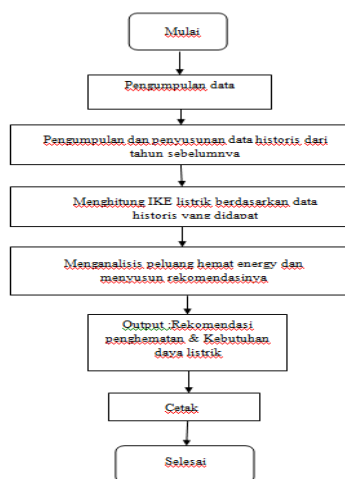 Mulai
Pengumpulan data
Pengumpulan dan penyusunan data historis dari
tahun sebelumnya
Menghitung IKE listrik berdasarkan data
historis yang didapat
Menganalisis peluang hemat energy dan
menyusun rekomendasinya
Output :Rekomendasi
penghematan & Kebutuhan
daya listrik
Cetak
Selesai